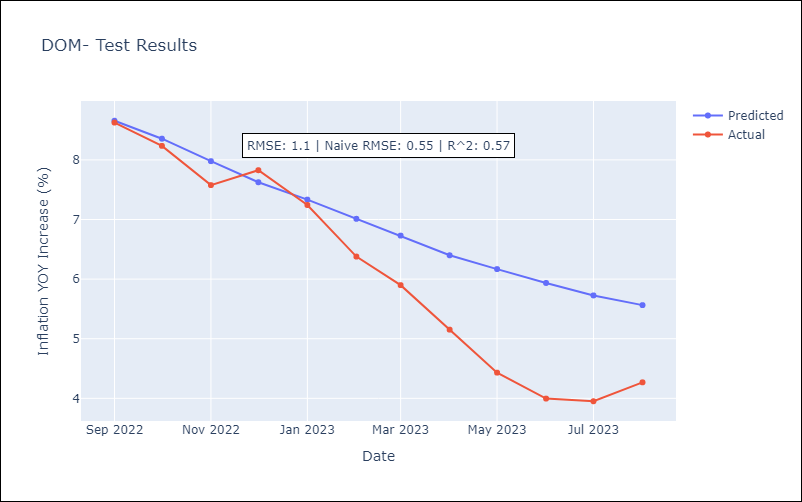 DOM- Test Results
Predicted
Actual
RMSE: 1.1 | Naive RMSE: 0.55 | R^2: 0.57
Inflation YOY Increase (%)
8
7
6
5
4
Sep 2022 Nov 2022 Jan 2023 Mar 2023 May 2023 Jul 2023
Date